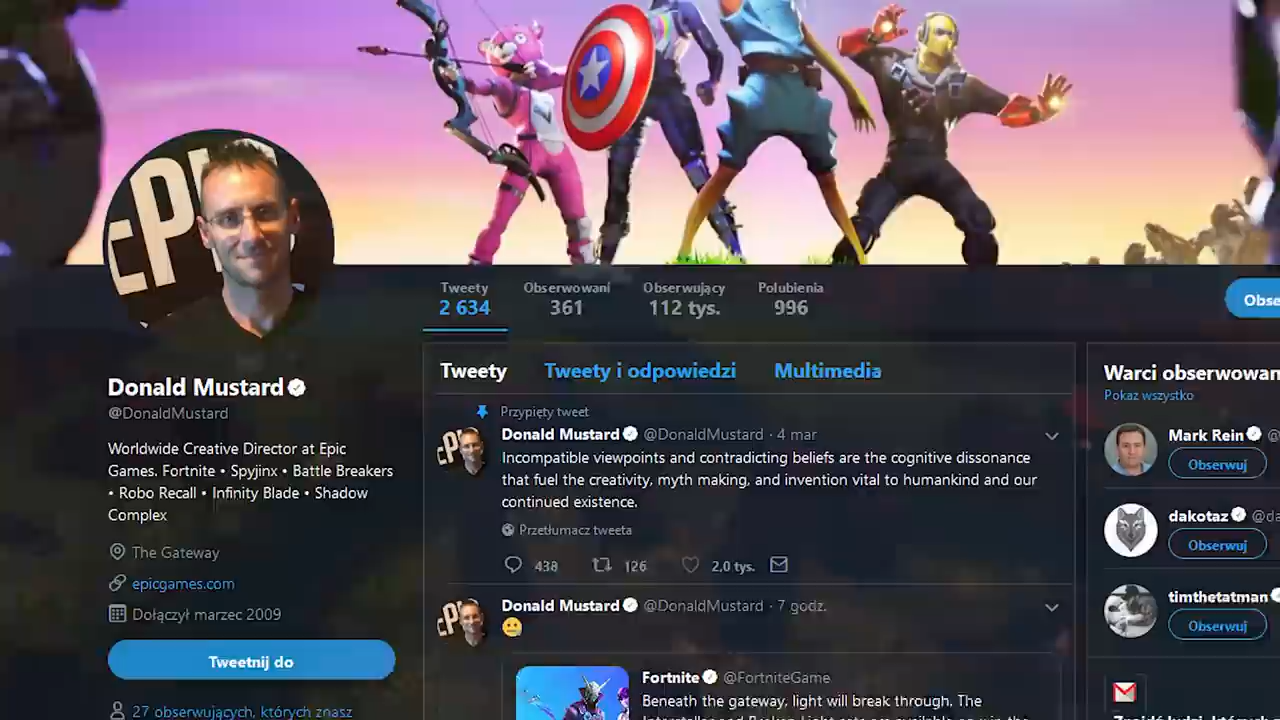 EPIC
Tweety
2 634
Obserwowani
361
Obserwujący
112 tys.
Polubienia
996
Obse
Donald Mustard
@DonaldMustard
Worldwide Creative Director at Epic
Games. Fortnite • Spyjinx • Battle Breakers
• Robo Recall • Infinity Blade • Shadow
Complex
The Gateway
epicgames.com
Dołączył marzec 2009
Tweetnij do
27 obserwujących, których znasz
Tweety Tweety i odpowiedzi Multimedia
Przypięty tweet
Donald Mustard @DonaldMustard · 4 mar
Incompatible viewpoints and contradicting beliefs are the cognitive dissonance
that fuel the creativity, myth making, and invention vital to humankind and our
continued existence.
Przetłumacz tweeta
438 126 2,0 tys.
Donald Mustard @DonaldMustard · 7 godz.
Fortnite @FortniteGame
Beneath the gateway, light will break through. The
Warci obserwowan
Pokaz wszystko
Mark Rein @
Obserwuj
dakotaz @da
Obserwuj
timthetatman
Obserwuj